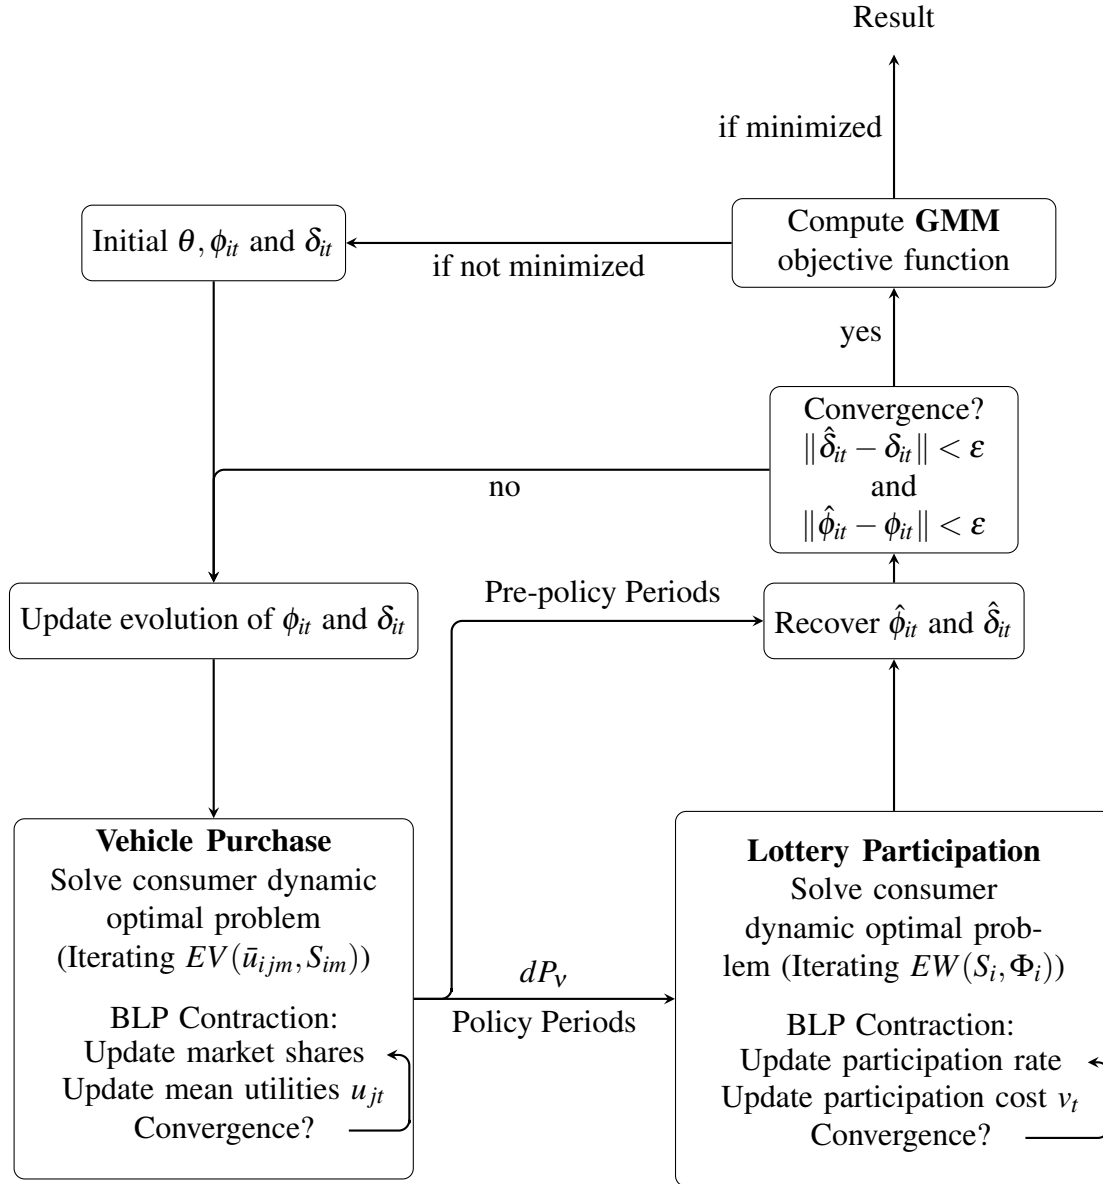 Result
if minimized
Initial θ, ϕ_it and δ_it
if not minimized
Compute GMM
objective function
yes
Convergence?
‖δ̂_it − δ_it‖ < ε
and
‖ϕ̂_it − ϕ_it‖ < ε
no
Update evolution of ϕ_it and δ_it
Pre-policy Periods
Recover ϕ̂_it and δ̂_it
Vehicle Purchase
Solve consumer dynamic
optimal problem
(Iterating EV(ū_ijm, S_im))
BLP Contraction:
Update market shares
Update mean utilities u_jt
Convergence?
dP_ν
Policy Periods
Lottery Participation
Solve consumer
dynamic optimal prob-
lem (Iterating EW(S_i, Φ_i))
BLP Contraction:
Update participation rate
Update participation cost v_t
Convergence?